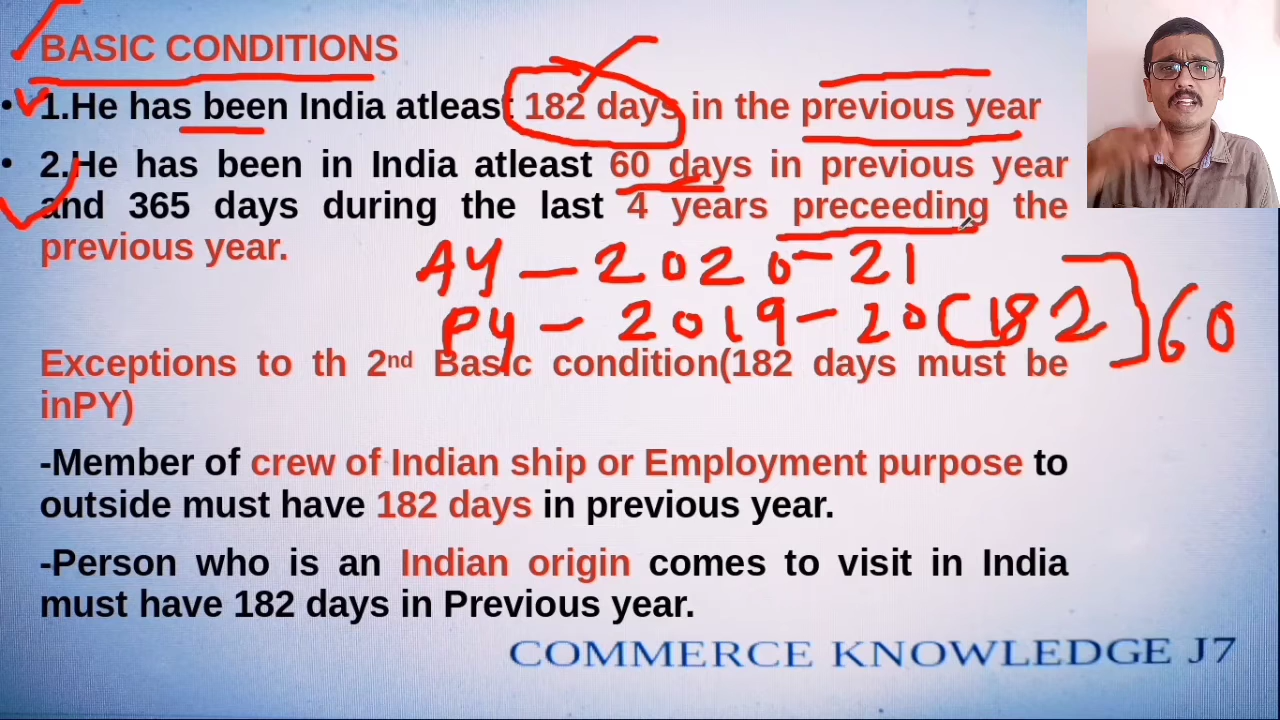 BASIC CONDITIONS
• 1.He has been India atleast 182 days in the previous year
• 2.He has been in India atleast 60 days in previous year
and 365 days during the last 4 years preceeding the
previous year.
AY - 2020-21
PY - 2019-20 (182] 60
Exceptions to th 2nd Basic condition(182 days must be
inPY)
-Member of crew of Indian ship or Employment purpose to
outside must have 182 days in previous year.
-Person who is an Indian origin comes to visit in India
must have 182 days in Previous year.
COMMERCE KNOWLEDGE J7